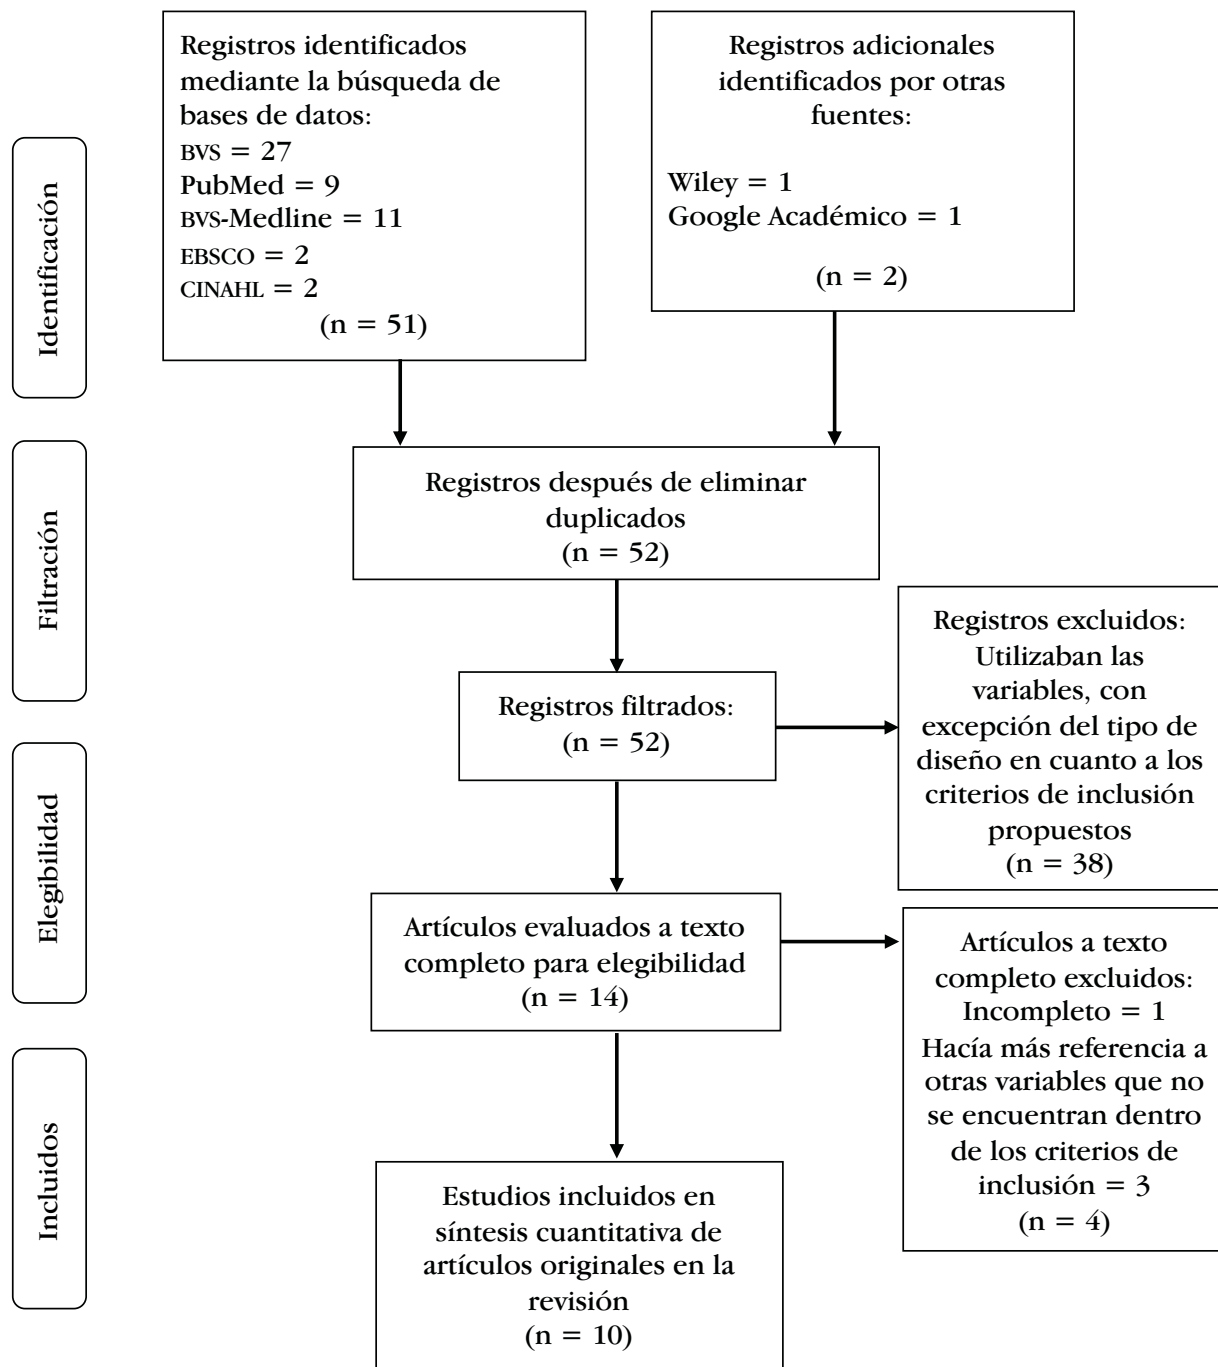 Registros identificados
mediante la búsqueda de
bases de datos:
BVS = 27
PubMed = 9
BVS-Medline = 11
EBSCO = 2
CINAHL = 2
(n = 51)
Registros adicionales
identificados por otras
fuentes:
Wiley = 1
Google Académico = 1
(n = 2)
Identificación
Registros después de eliminar
duplicados
(n = 52)
Filtración
Registros filtrados:
(n = 52)
Registros excluidos:
Utilizaban las
variables, con
excepción del tipo de
diseño en cuanto a los
criterios de inclusión
propuestos
(n = 38)
Elegibilidad
Artículos evaluados a texto
completo para elegibilidad
(n = 14)
Artículos a texto
completo excluidos:
Incompleto = 1
Hacía más referencia a
otras variables que no
se encuentran dentro
de los criterios de
inclusión = 3
(n = 4)
Incluidos
Estudios incluidos en
síntesis cuantitativa de
artículos originales en la
revisión
(n = 10)